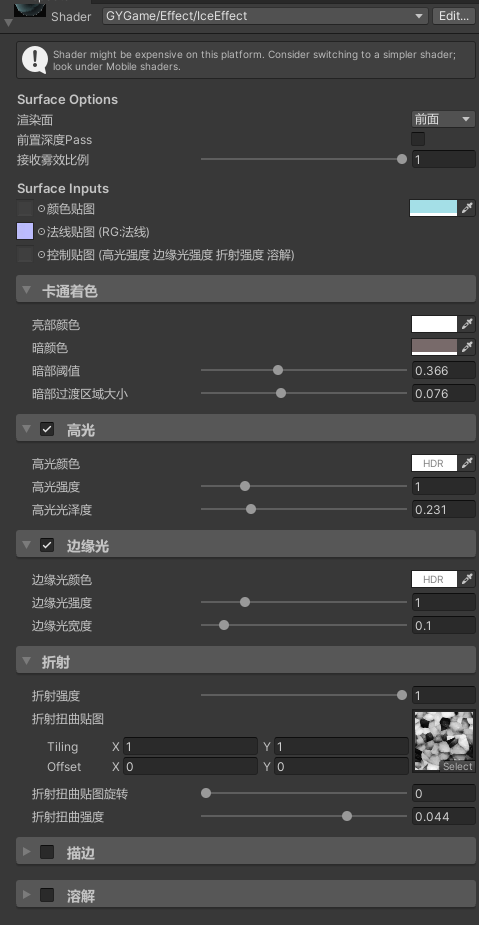 Shader GYGame/Effect/IceEffect Edit...
Shader might be expensive on this platform. Consider switching to a simpler shader;
look under Mobile shaders.
Surface Options
渲染面 前面
前置深度Pass
接收雾效比例 1
Surface Inputs
颜色贴图
法线贴图 (RG:法线)
控制贴图 (高光强度 边缘光强度 折射强度 溶解)
卡通着色
亮部颜色
暗颜色
暗部阈值 0.366
暗部过渡区域大小 0.076
高光
高光颜色 HDR
高光强度 1
高光光泽度 0.231
边缘光
边缘光颜色 HDR
边缘光强度 1
边缘光宽度 0.1
折射
折射强度 1
折射扭曲贴图
Tiling X 1 Y 1
Offset X 0 Y 0
Select
折射扭曲贴图旋转 0
折射扭曲强度 0.044
描边
溶解